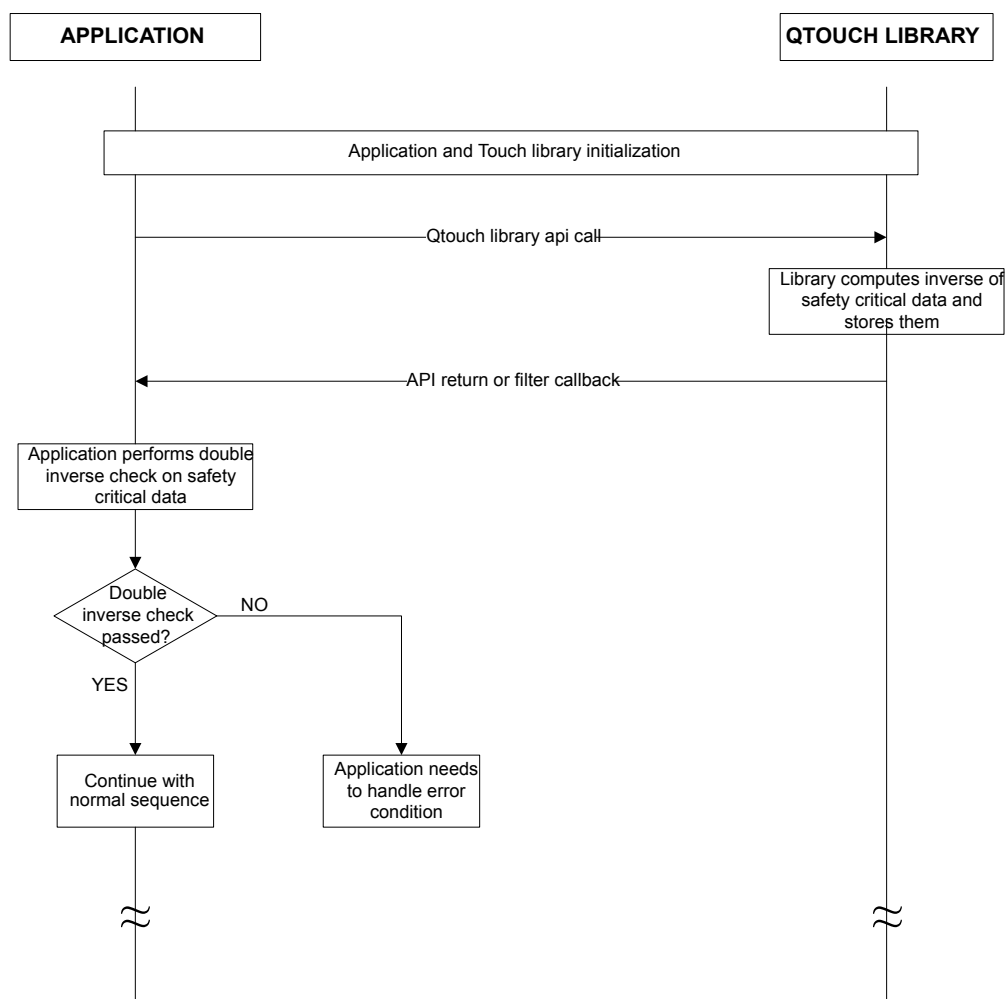 APPLICATION
QTOUCH LIBRARY
Application and Touch library initialization
Qtouch library api call
Library computes inverse of
safety critical data and
stores them
API return or filter callback
Application performs double
inverse check on safety
critical data
Double
inverse check
passed?
NO
YES
Continue with
normal sequence
Application needs
to handle error
condition